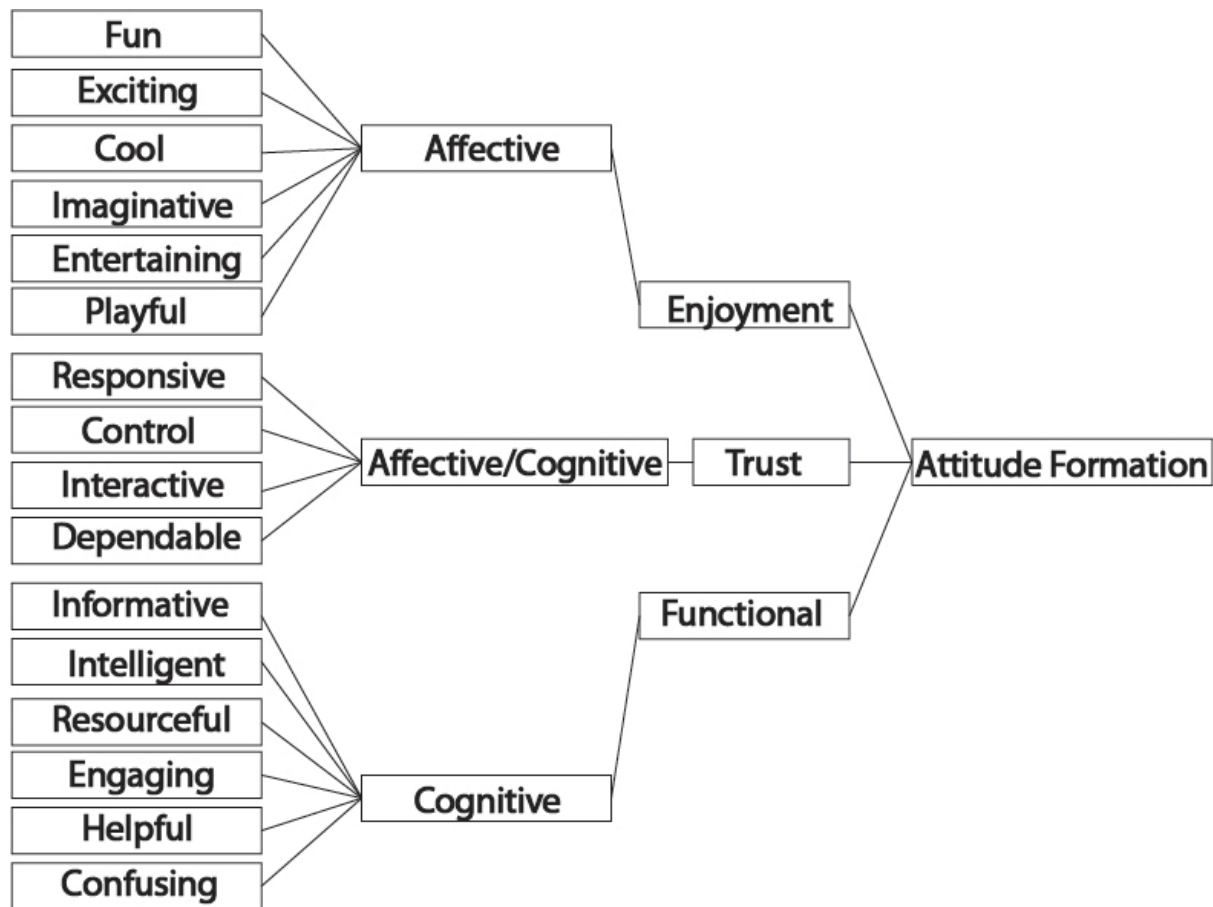 Fun
Exciting
Cool
Imaginative
Entertaining
Playful
Responsive
Control
Interactive
Dependable
Informative
Intelligent
Resourceful
Engaging
Helpful
Confusing
Affective
Affective/Cognitive
Cognitive
Enjoyment
Trust
Functional
Attitude Formation